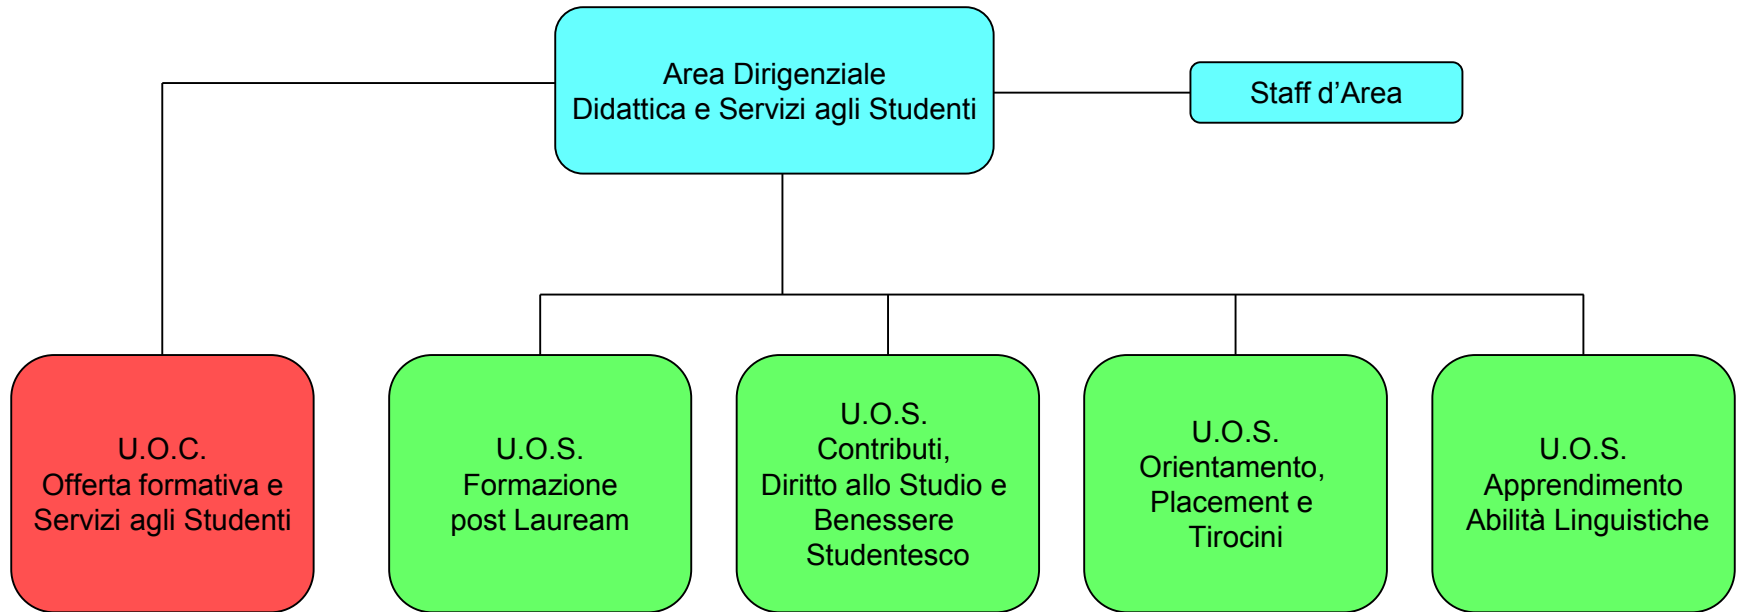 Area Dirigenziale
Didattica e Servizi agli Studenti
Staff d’Area
U.O.C.
Offerta formativa e
Servizi agli Studenti
U.O.S.
Formazione
post Lauream
U.O.S.
Contributi,
Diritto allo Studio e
Benessere
Studentesco
U.O.S.
Orientamento,
Placement e
Tirocini
U.O.S.
Apprendimento
Abilità Linguistiche